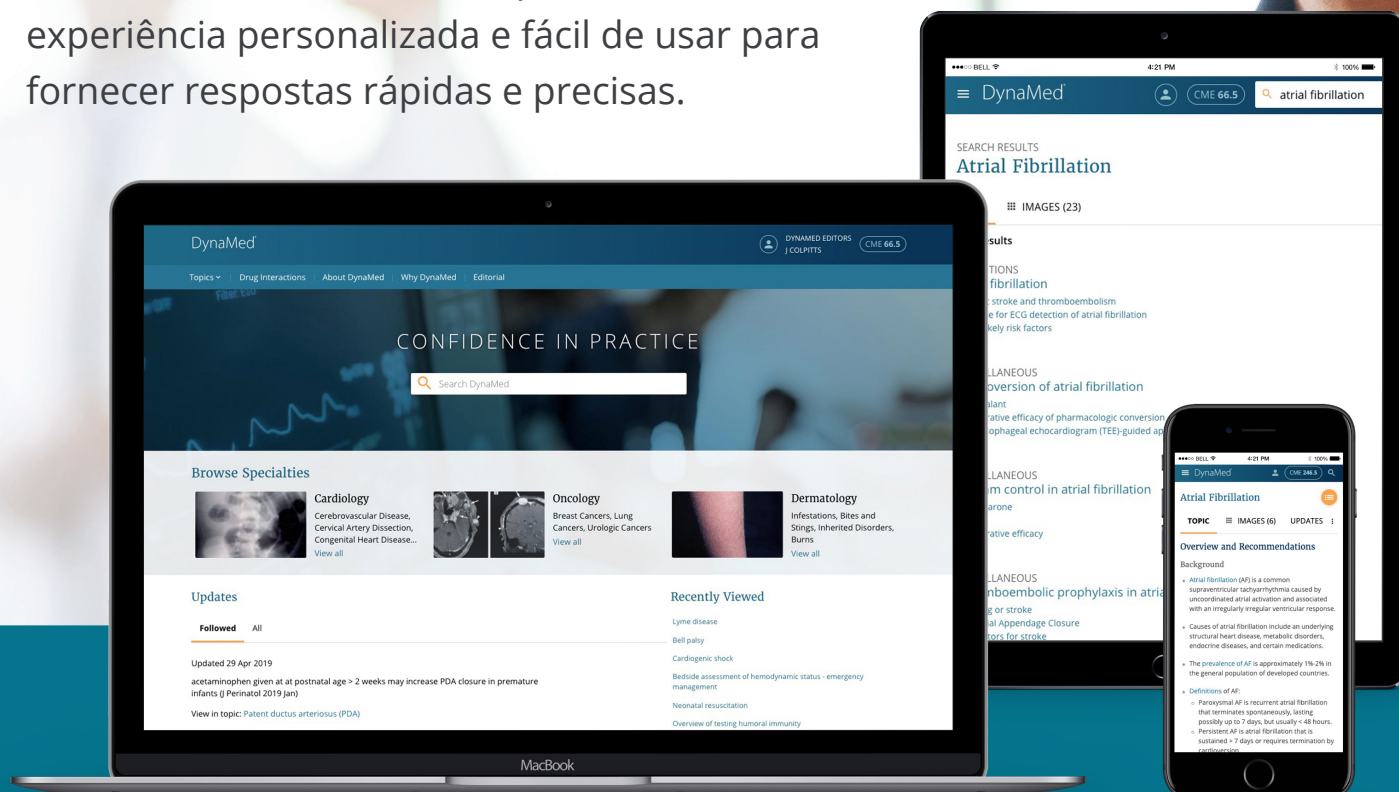 experiência personalizada e fácil de usar para
fornecer respostas rápidas e precisas.
BELL
4:21 PM
100%
DynaMed
CME 66.5
atrial fibrillation
SEARCH RESULTS
Atrial Fibrillation
IMAGES (23)
fibrillation
stroke and thromboembolism
for ECG detection of atrial fibrillation
risk factors
of atrial fibrillation
efficacy of pharmacologic conversion
echocardiogram (TEE)-guided
control in atrial fibrillation
efficacy
prophylaxis in
or stroke
Appendage Closure
for stroke
DynaMed
DYNAMED EDITORS
J COLPITTS
CME 66.5
Topics
Drug Interactions
About DynaMed
Why DynaMed
Editorial
CONFIDENCE IN PRACTICE
Search DynaMed
Browse Specialties
Cardiology
Cerebrovascular Disease,
Cervical Artery Dissection,
Congenital Heart Disease...
View all
Oncology
Breast Cancers, Lung
Cancers, Urologic Cancers
View all
Dermatology
Infestations, Bites and
Stings, Inherited Disorders,
Burns
View all
Updates
Followed All
Updated 29 Apr 2019
acetaminophen given at at postnatal age > 2 weeks may increase PDA closure in premature
infants (J Perinatol 2019 Jan)
View in topic: Patent ductus arteriosus (PDA)
Recently Viewed
Lyme disease
Bell palsy
Cardiogenic shock
Bedside assessment of hemodynamic status - emergency
management
Neonatal resuscitation
Overview of testing humoral immunity
MacBook
BELL
4:21 PM
100%
DynaMed
CME 246.5
Atrial Fibrillation
TOPIC
IMAGES (6)
UPDATES
Overview and Recommendations
Background
Atrial fibrillation (AF) is a common
supraventricular tachyarrhythmia caused by
uncoordinated atrial activation and associated
with an irregularly irregular ventricular response.
Causes of atrial fibrillation include an underlying
structural heart disease, metabolic disorders,
endocrine diseases, and certain medications.
The prevalence of AF is approximately 1%-2% in
the general population of developed countries.
Definitions of AF:
Paroxysmal AF is recurrent atrial fibrillation
that terminates spontaneously, lasting
possibly up to 7 days, but usually < 48 hours.
Persistent AF is atrial fibrillation that is
sustained > 7 days or requires termination by
cardioversion